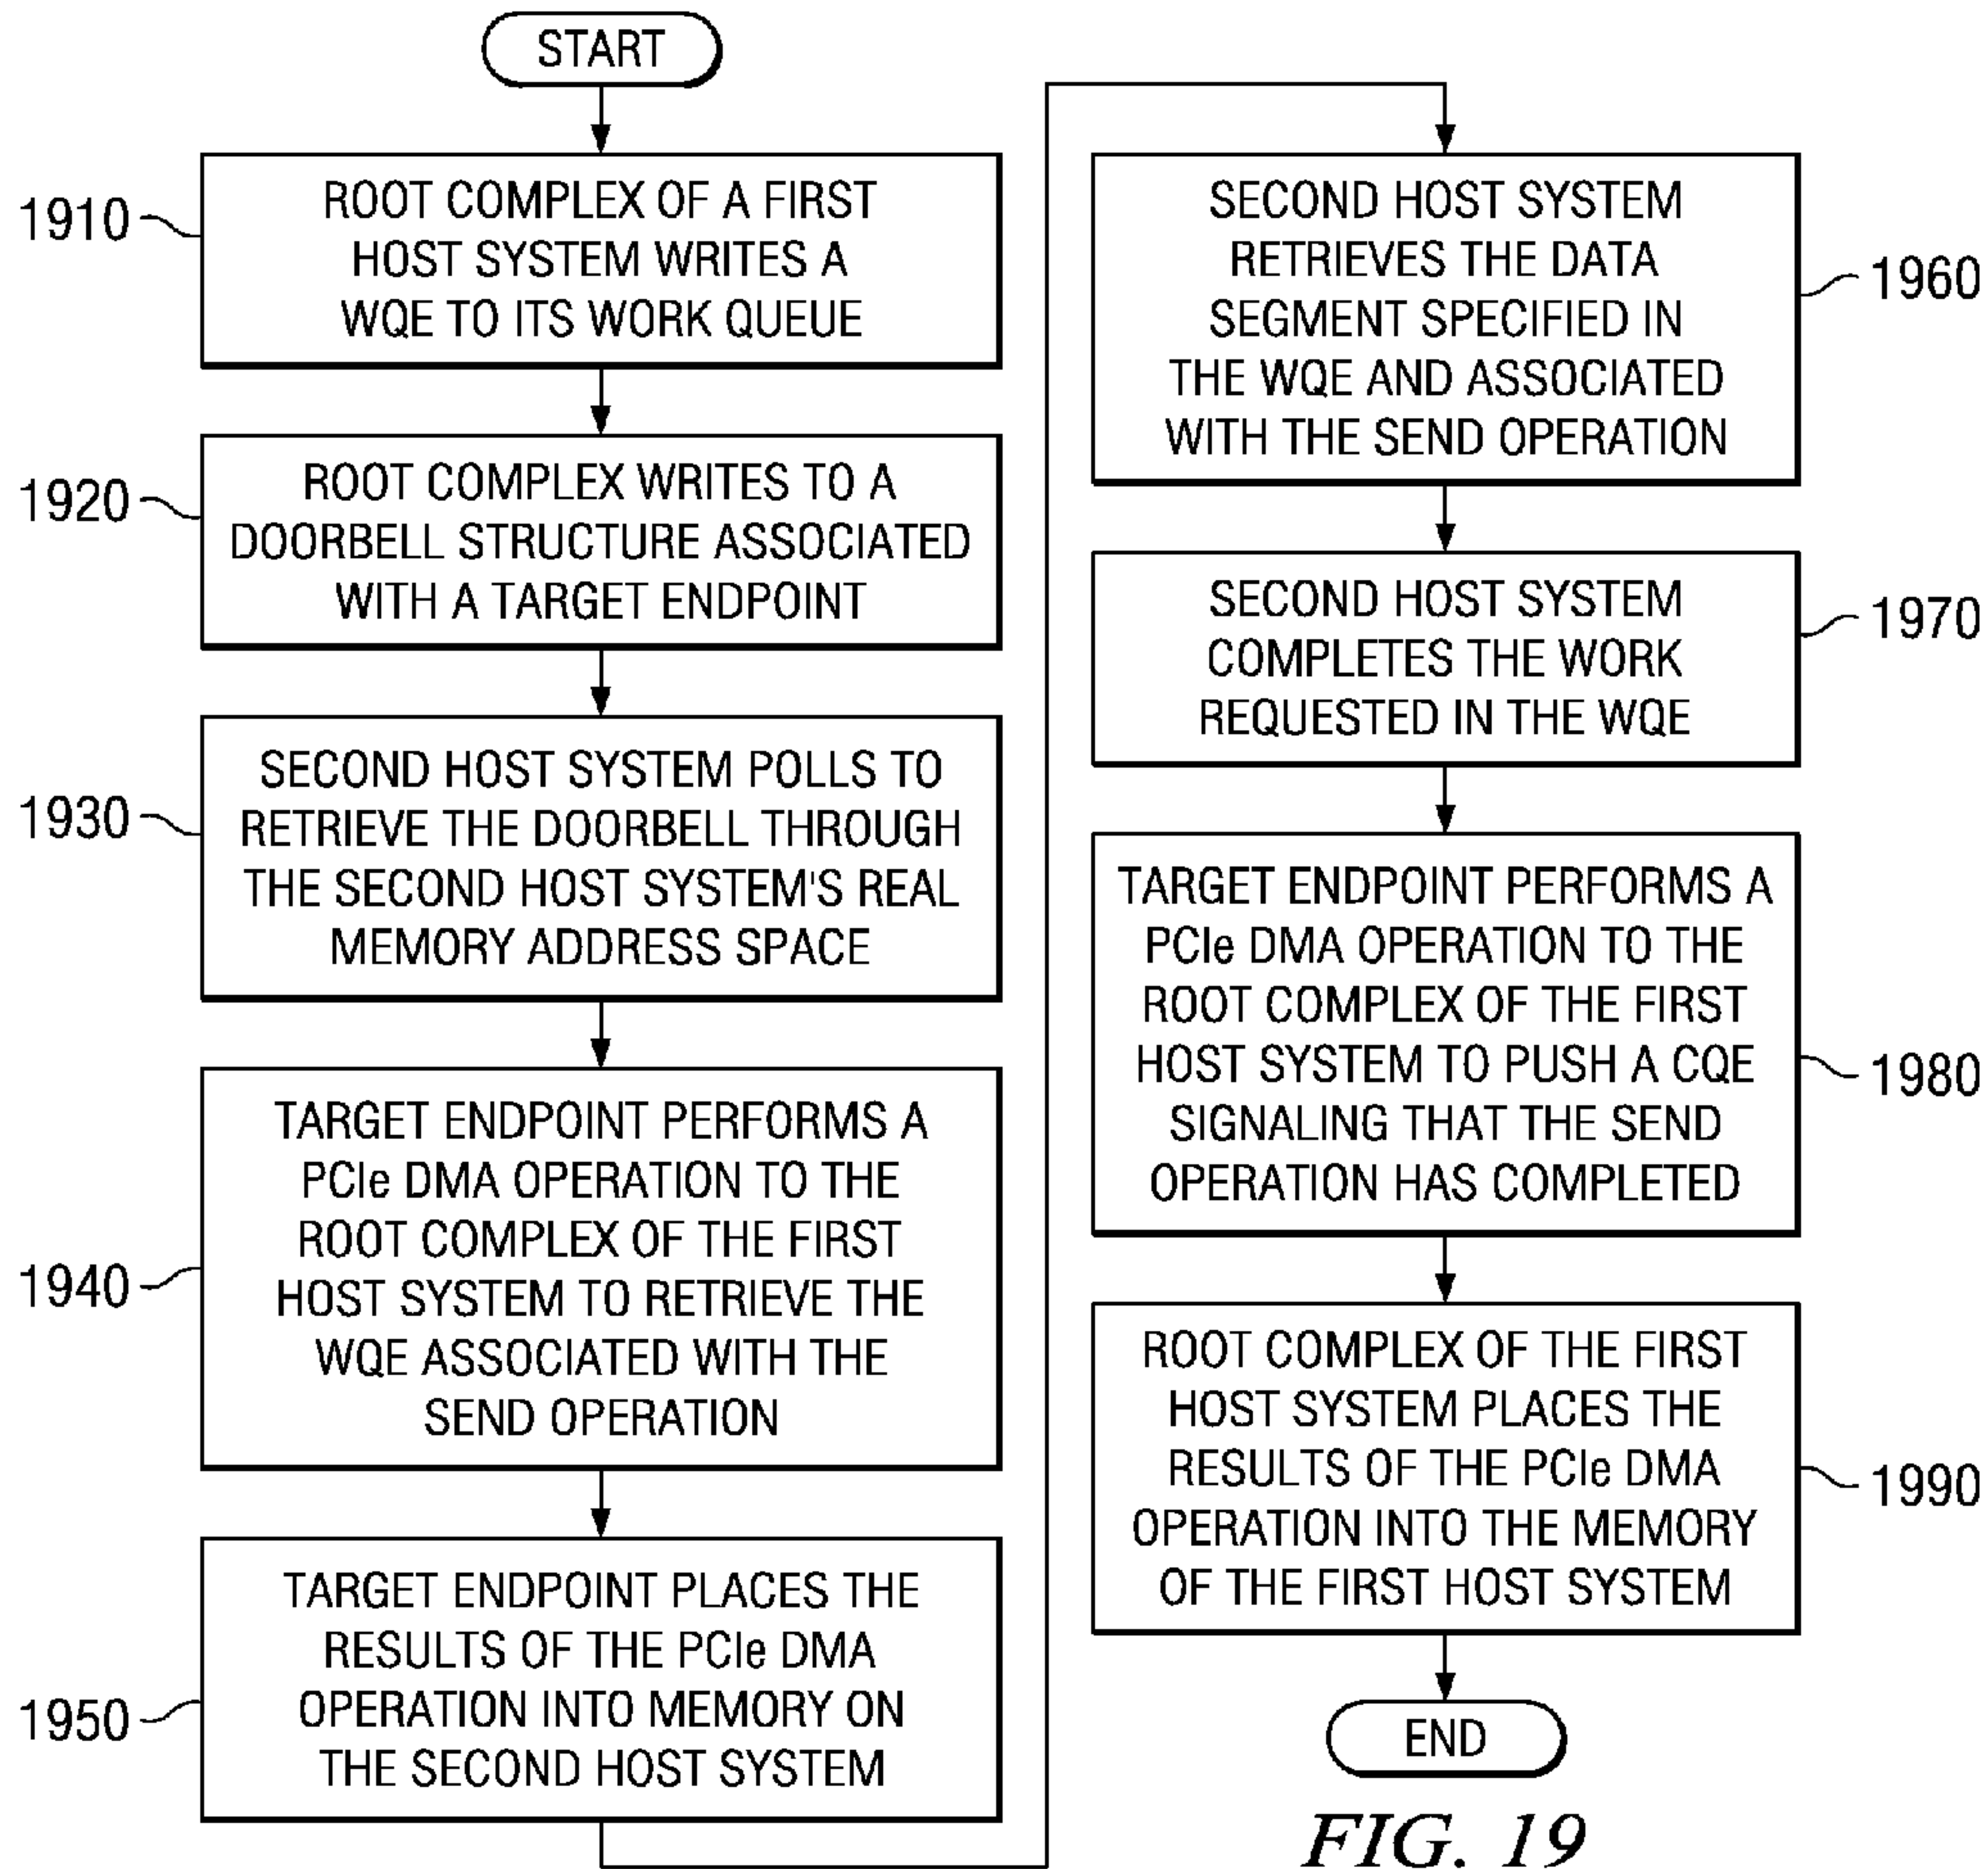 START
1910
ROOT COMPLEX OF A FIRST
HOST SYSTEM WRITES A
WQE TO ITS WORK QUEUE
1920
ROOT COMPLEX WRITES TO A
DOORBELL STRUCTURE ASSOCIATED
WITH A TARGET ENDPOINT
1930
SECOND HOST SYSTEM POLLS TO
RETRIEVE THE DOORBELL THROUGH
THE SECOND HOST SYSTEM'S REAL
MEMORY ADDRESS SPACE
1940
TARGET ENDPOINT PERFORMS A
PCIe DMA OPERATION TO THE
ROOT COMPLEX OF THE FIRST
HOST SYSTEM TO RETRIEVE THE
WQE ASSOCIATED WITH THE
SEND OPERATION
1950
TARGET ENDPOINT PLACES THE
RESULTS OF THE PCIe DMA
OPERATION INTO MEMORY ON
THE SECOND HOST SYSTEM
SECOND HOST SYSTEM
RETRIEVES THE DATA
SEGMENT SPECIFIED IN
THE WQE AND ASSOCIATED
WITH THE SEND OPERATION
1960
SECOND HOST SYSTEM
COMPLETES THE WORK
REQUESTED IN THE WQE
1970
TARGET ENDPOINT PERFORMS A
PCIe DMA OPERATION TO THE
ROOT COMPLEX OF THE FIRST
HOST SYSTEM TO PUSH A CQE
SIGNALING THAT THE SEND
OPERATION HAS COMPLETED
1980
ROOT COMPLEX OF THE FIRST
HOST SYSTEM PLACES THE
RESULTS OF THE PCIe DMA
OPERATION INTO THE MEMORY
OF THE FIRST HOST SYSTEM
1990
END
FIG. 19